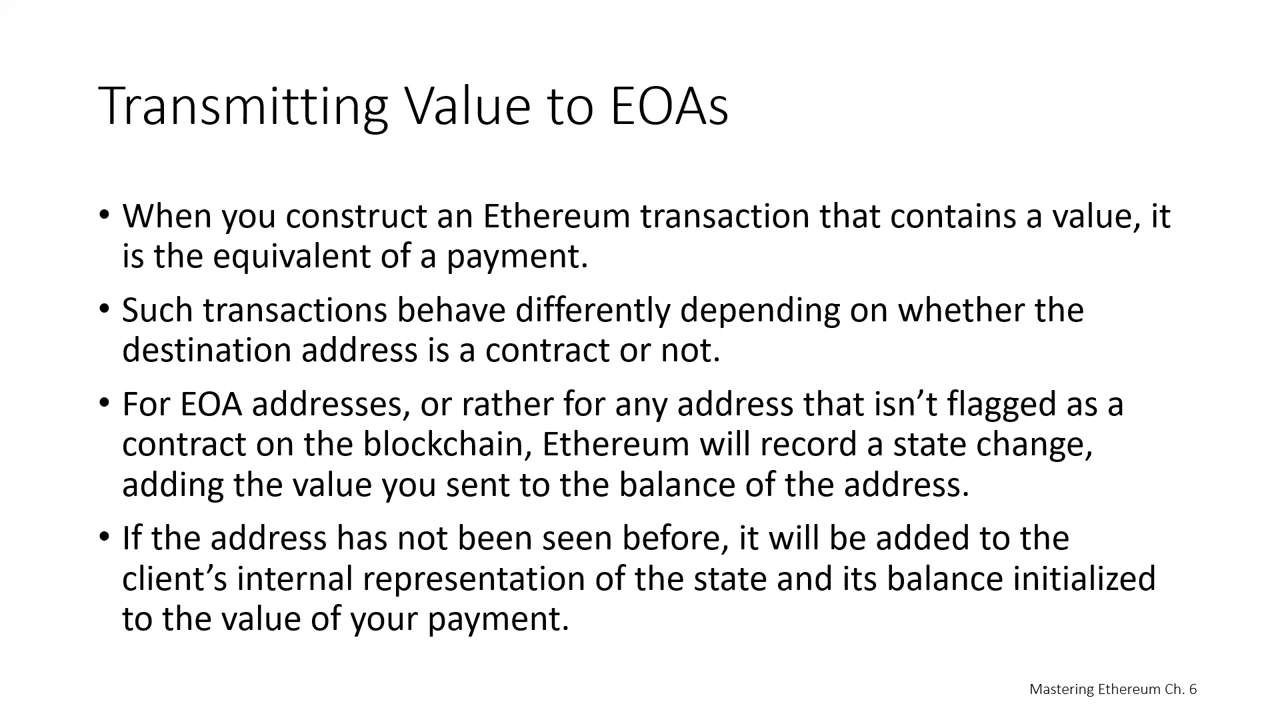 Transmitting Value to EOAs
• When you construct an Ethereum transaction that contains a value, it
is the equivalent of a payment.
• Such transactions behave differently depending on whether the
destination address is a contract or not.
• For EOA addresses, or rather for any address that isn’t flagged as a
contract on the blockchain, Ethereum will record a state change,
adding the value you sent to the balance of the address.
• If the address has not been seen before, it will be added to the
client’s internal representation of the state and its balance initialized
to the value of your payment.
Mastering Ethereum Ch. 6